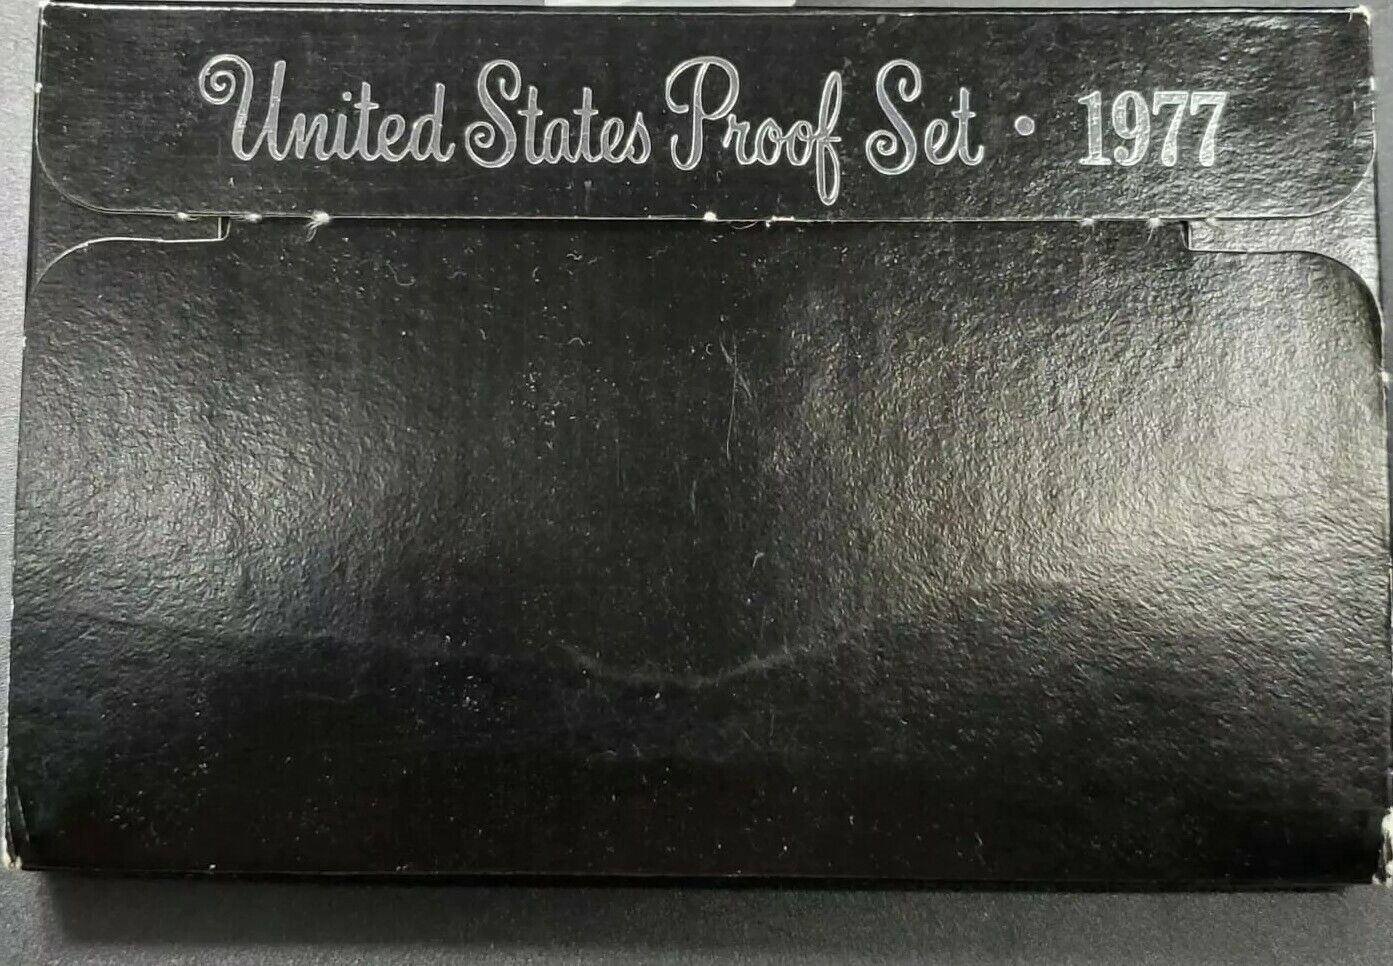 United States Proof Set · 1977